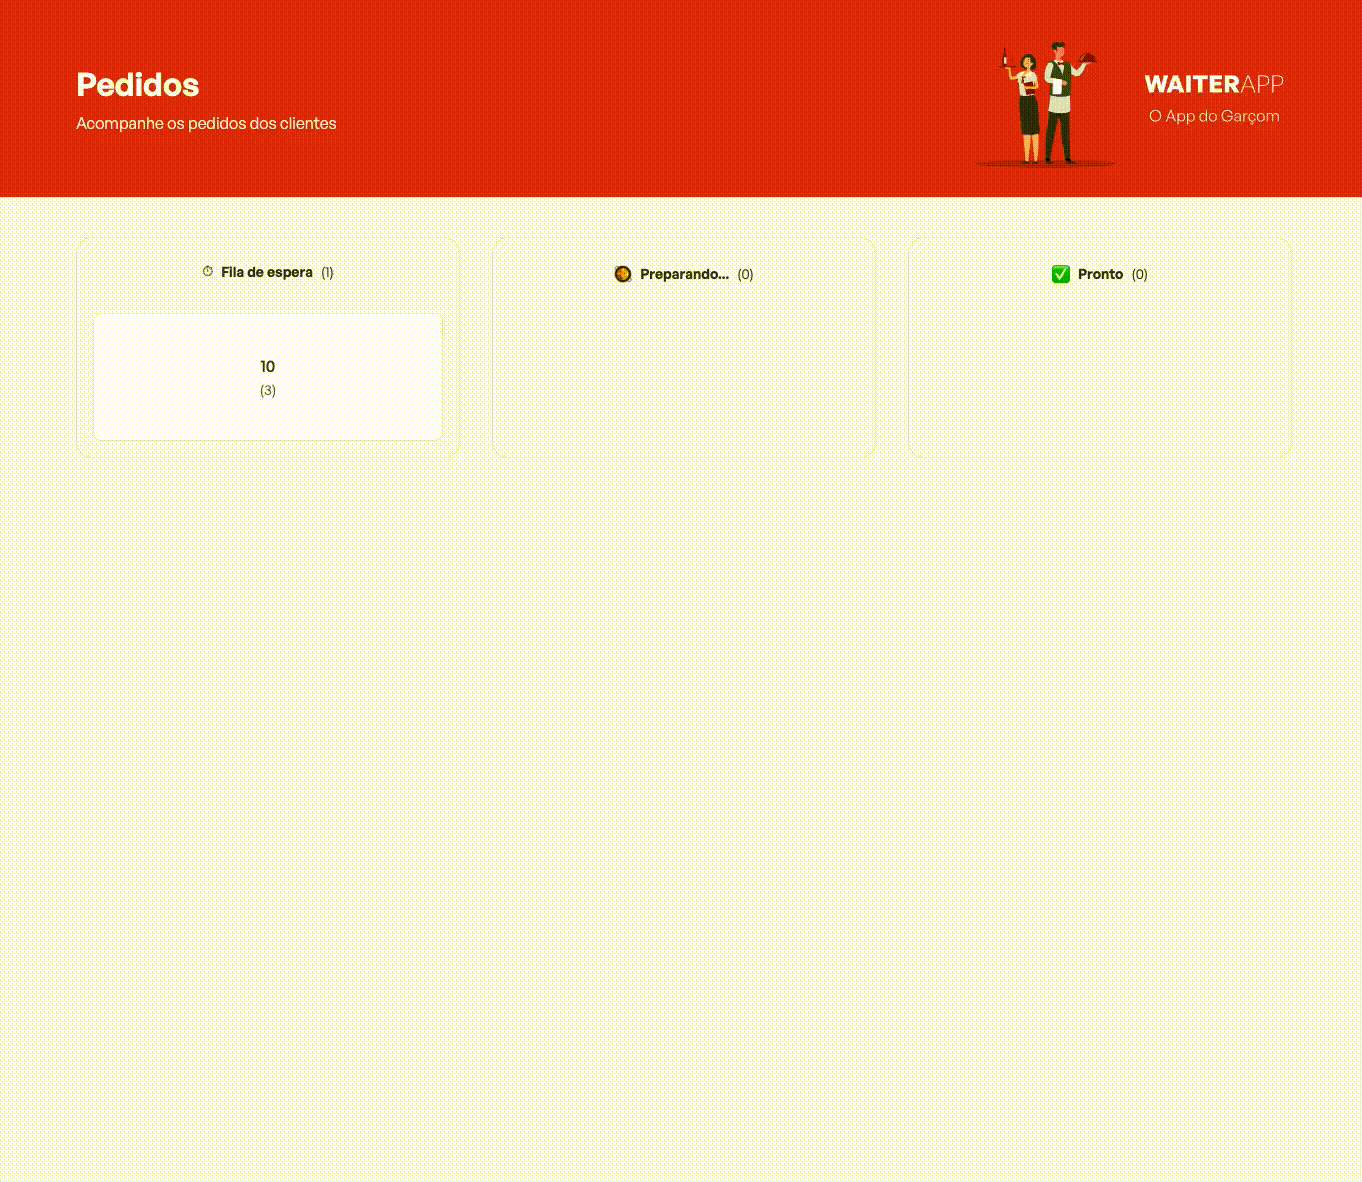 Pedidos
Acompanhe os pedidos dos clientes
WAITERAPP
O App do Garçom
Fila de espera (1)
10
(3)
Preparando... (0)
Pronto (0)